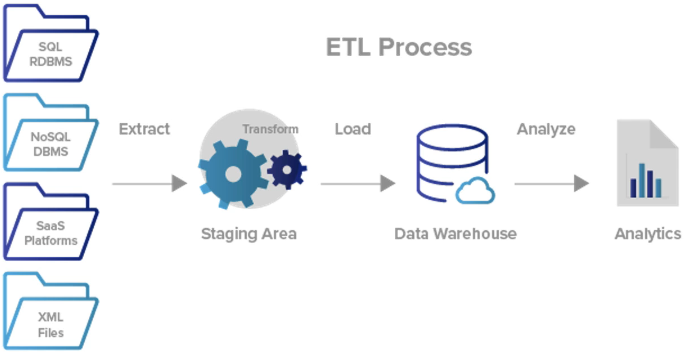 ETL Process
SQL
RDBMS
NoSQL
DBMS
SaaS
Platforms
XML
Files
Extract
Transform
Staging Area
Load
Data Warehouse
Analyze
Analytics